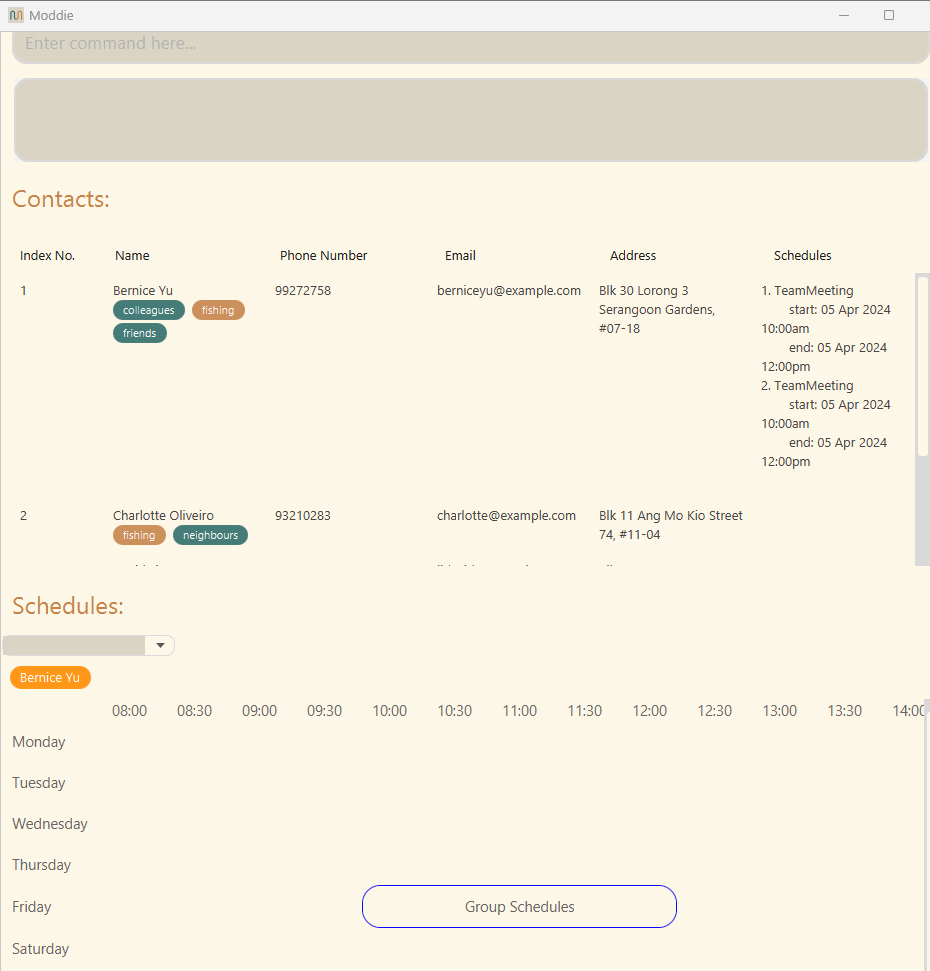 Moddie
Enter command here...
Contacts:
Index No. Name Phone Number Email Address Schedules
1 Bernice Yu 99272758 berniceyu@example.com Blk 30 Lorong 3 1. TeamMeeting
colleagues fishing Serangoon Gardens, start: 05 Apr 2024
friends #07-18 10:00am
end: 05 Apr 2024
12:00pm
2. TeamMeeting
start: 05 Apr 2024
10:00am
end: 05 Apr 2024
12:00pm
2 Charlotte Oliveiro 93210283 charlotte@example.com Blk 11 Ang Mo Kio Street
fishing neighbours 74, #11-04
Schedules:
Bernice Yu
08:00 08:30 09:00 09:30 10:00 10:30 11:00 11:30 12:00 12:30 13:00 13:30 14:00
Monday
Tuesday
Wednesday
Thursday
Friday Group Schedules
Saturday